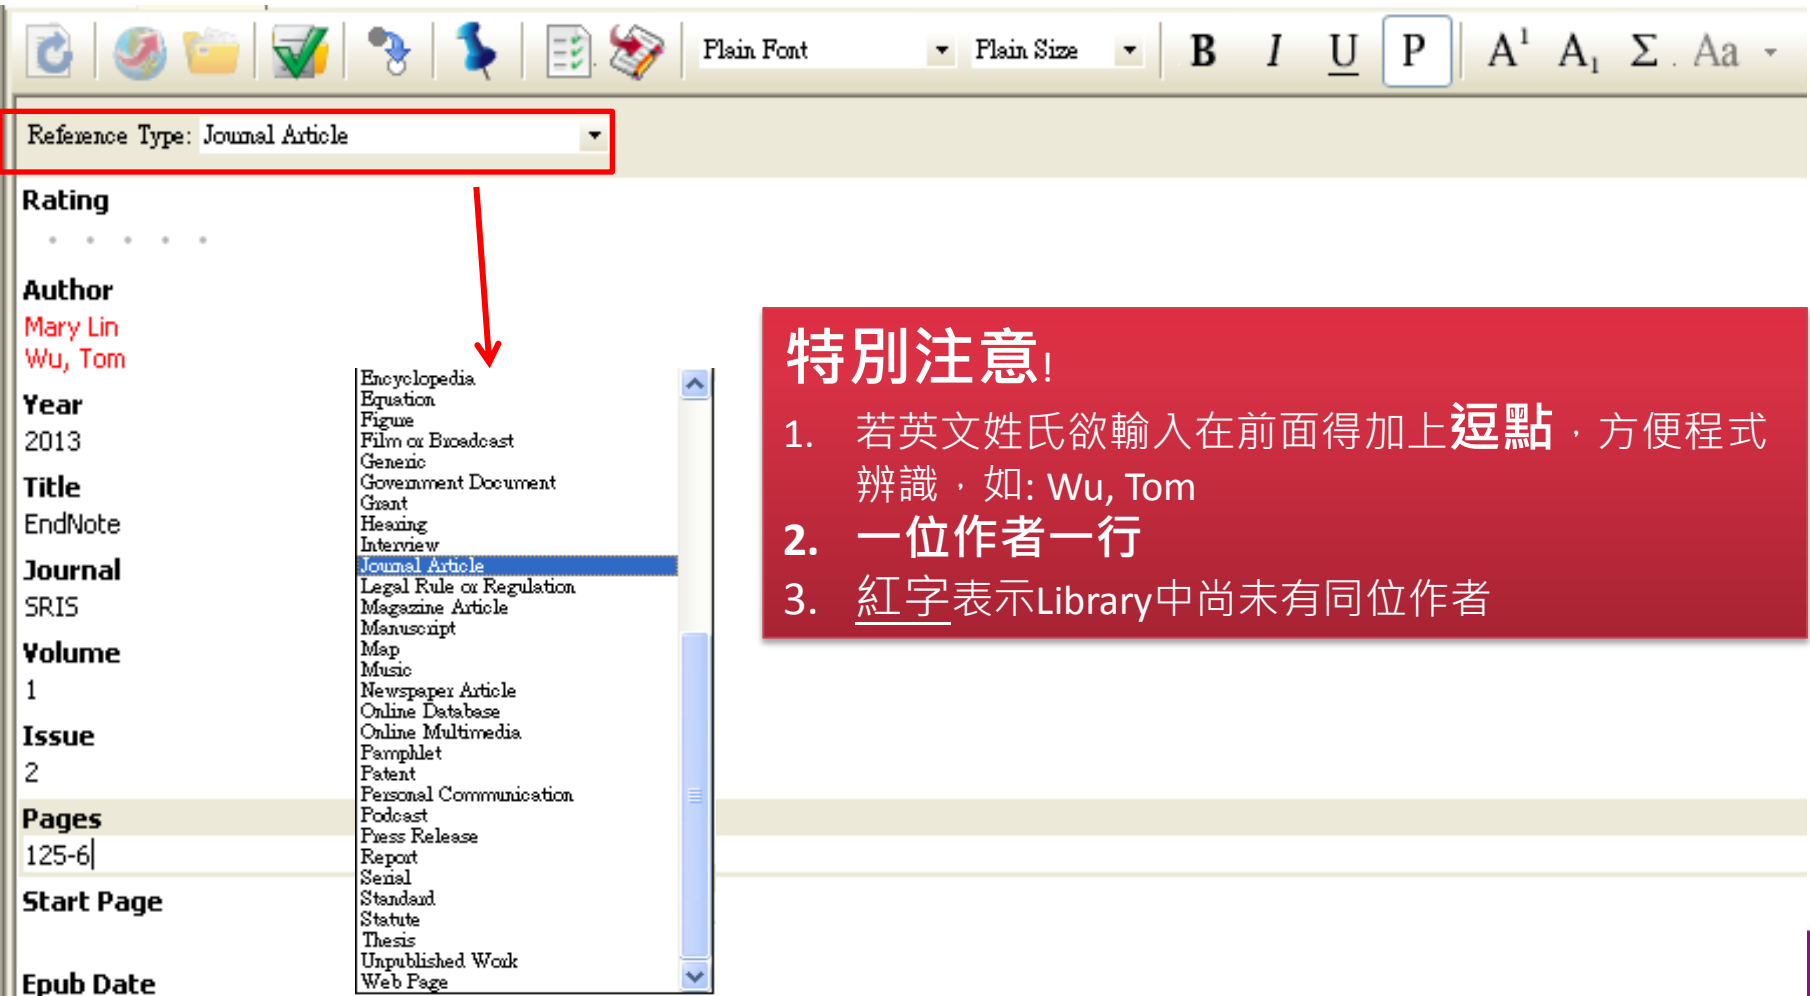 Plain Font Plain Size B I U P A¹ A₁ Σ Aa
Reference Type: Journal Article
Rating
Author
Mary Lin
Wu, Tom
Year
2013
Title
EndNote
Journal
SRIS
Volume
1
Issue
2
Pages
125-6
Start Page
Epub Date
Encyclopedia
Equation
Figure
Film or Broadcast
Generic
Government Document
Grant
Hearing
Interview
Journal Article
Legal Rule or Regulation
Magazine Article
Manuscript
Map
Music
Newspaper Article
Online Database
Online Multimedia
Pamphlet
Patent
Personal Communication
Podcast
Press Release
Report
Serial
Standard
Statute
Thesis
Unpublished Work
Web Page
特別注意!
1. 若英文姓氏欲輸入在前面得加上逗點，方便程式
辨識，如: Wu, Tom
2. 一位作者一行
3. 紅字表示Library中尚未有同位作者